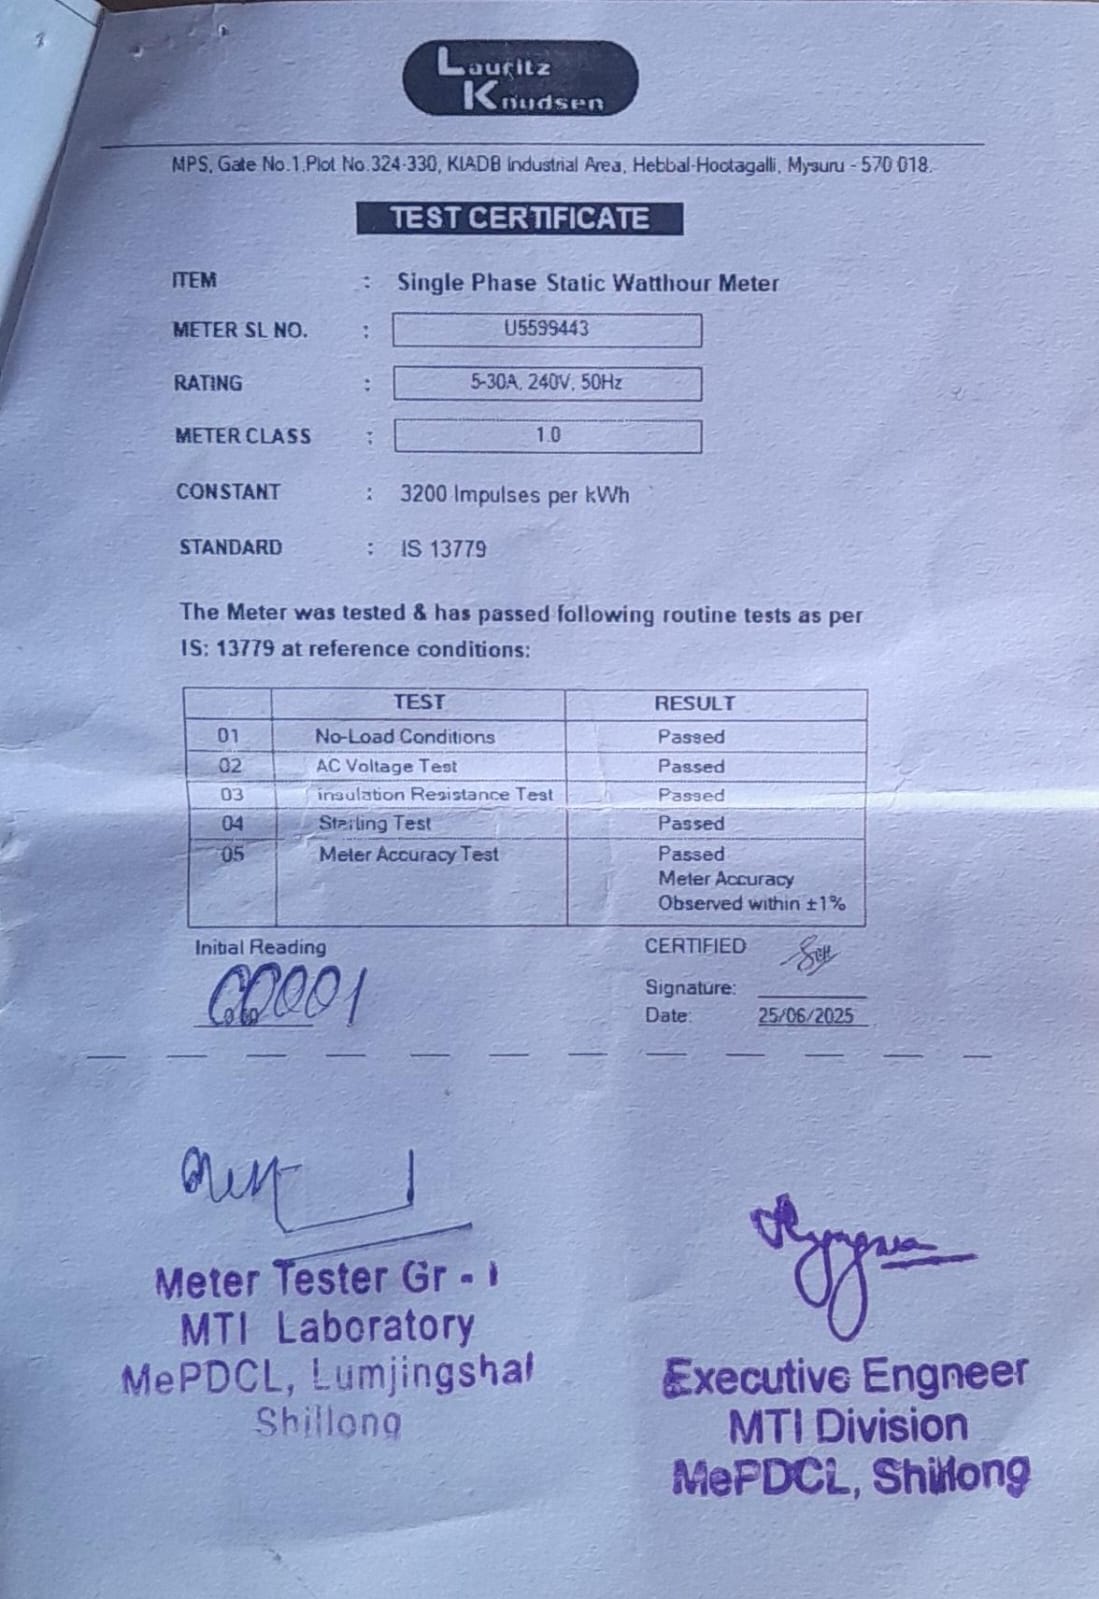 Lauritz
Knudsen
MPS, Gate No.1,Plot No.324-330, KIADB Industrial Area, Hebbal-Hootagalli, Mysuru - 570 018.
TEST CERTIFICATE
ITEM : Single Phase Static Watthour Meter
METER SL NO. : U5599443
RATING : 5-30A, 240V, 50Hz
METER CLASS : 1.0
CONSTANT : 3200 Impulses per kWh
STANDARD : IS 13779
The Meter was tested & has passed following routine tests as per
IS: 13779 at reference conditions:
TEST RESULT
01 No-Load Conditions Passed
02 AC Voltage Test Passed
03 insulation Resistance Test Passed
04 Starting Test Passed
05 Meter Accuracy Test Passed
Meter Accuracy
Observed within ±1%
Initial Reading
00001
CERTIFIED
Signature:
Date: 25/06/2025
Meter Tester Gr - I
MTI Laboratory
MePDCL, Lumjingshai
Shillong
Executive Engneer
MTI Division
MePDCL, Shillong